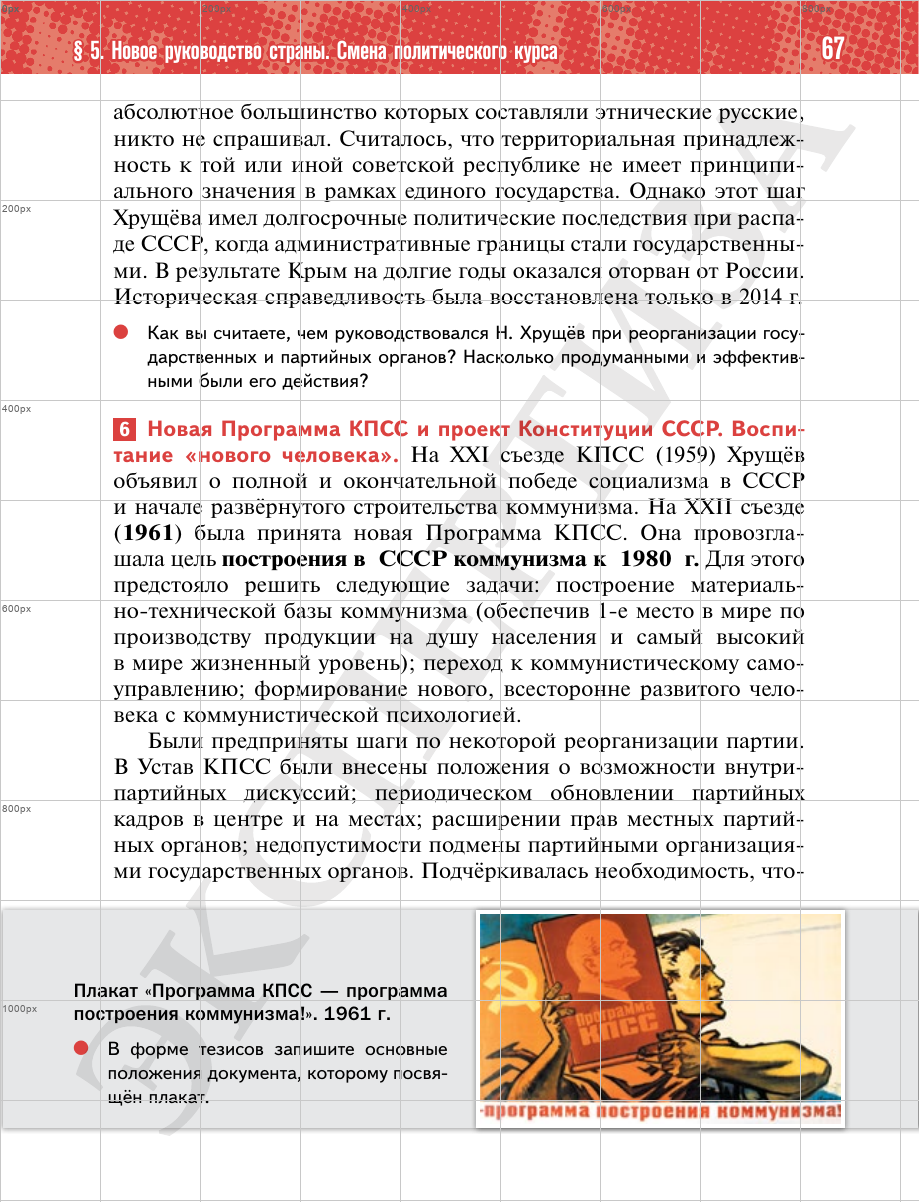 § 5. Новое руководство страны. Смена политического курса
67
абсолютное большинство которых составляли этнические русские,
никто не спрашивал. Считалось, что территориальная принадлеж-
ность к той или иной советской республике не имеет принципи-
ального значения в рамках единого государства. Однако этот шаг
Хрущёва имел долгосрочные политические последствия при распа-
де СССР, когда административные границы стали государственны-
ми. В результате Крым на долгие годы оказался оторван от России.
Историческая справедливость была восстановлена только в 2014 г.
Как вы считаете, чем руководствовался Н. Хрущёв при реорганизации госу-
дарственных и партийных органов? Насколько продуманными и эффектив-
ными были его действия?
6 Новая Программа КПСС и проект Конституции СССР. Воспи-
тание «нового человека». На XXI съезде КПСС (1959) Хрущёв
объявил о полной и окончательной победе социализма в СССР
и начале развёрнутого строительства коммунизма. На XXII съезде
(1961) была принята новая Программа КПСС. Она провозгла-
шала цель построения в СССР коммунизма к 1980 г. Для этого
предстояло решить следующие задачи: построение материаль-
но-технической базы коммунизма (обеспечив 1-е место в мире по
производству продукции на душу населения и самый высокий
в мире жизненный уровень); переход к коммунистическому само-
управлению; формирование нового, всесторонне развитого чело-
века с коммунистической психологией.
Были предприняты шаги по некоторой реорганизации партии.
В Устав КПСС были внесены положения о возможности внутри-
партийных дискуссий; периодическом обновлении партийных
кадров в центре и на местах; расширении прав местных партий-
ных органов; недопустимости подмены партийными организация-
ми государственных органов. Подчёркивалась необходимость, что-
Плакат «Программа КПСС — программа
построения коммунизма!». 1961 г.
В форме тезисов запишите основные
положения документа, которому посвя-
щён плакат.
Программа
КПСС
-программа построения коммунизма!
ЭКСПЕРТИЗА
200px
400px
600px
800px
1000px